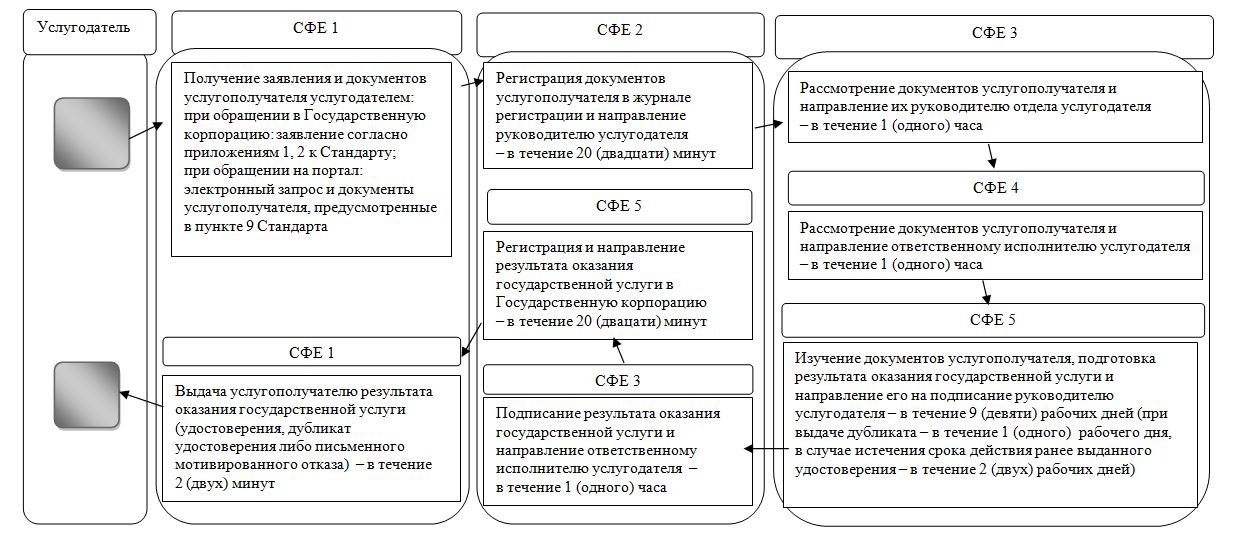 Услугодатель
СФЕ 1
СФЕ 2
СФЕ 3
Получение заявления и документов
услугополучателя услугодателем:
при обращении в Государственную
корпорацию: заявление согласно
приложениям 1, 2 к Стандарту;
при обращении на портал:
электронный запрос и документы
услугополучателя, предусмотренные
в пункте 9 Стандарта
Регистрация документов
услугополучателя в журнале
регистрации и направление
руководителю услугодателя
– в течение 20 (двадцати) минут
Рассмотрение документов услугополучателя и
направление их руководителю отдела услугодателя
– в течение 1 (одного) часа
СФЕ 4
Рассмотрение документов услугополучателя и
направление ответственному исполнителю услугодателя
– в течение 1 (одного) часа
СФЕ 5
Изучение документов услугополучателя, подготовка
результата оказания государственной услуги и
направление его на подписание руководителю
услугодателя – в течение 9 (девяти) рабочих дней (при
выдаче дубликата – в течение 1 (одного) рабочего дня,
в случае истечения срока действия ранее выданного
удостоверения – в течение 2 (двух) рабочих дней)
СФЕ 3
Подписание результата оказания
государственной услуги и
направление ответственному
исполнителю услугодателя –
в течение 1 (одного) часа
СФЕ 5
Регистрация и направление
результата оказания
государственной услуги в
Государственную корпорацию
– в течение 20 (двацати) минут
СФЕ 1
Выдача услугополучателю результата
оказания государственной услуги
(удостоверения, дубликат
удостоверения либо письменного
мотивированного отказа) – в течение
2 (двух) минут